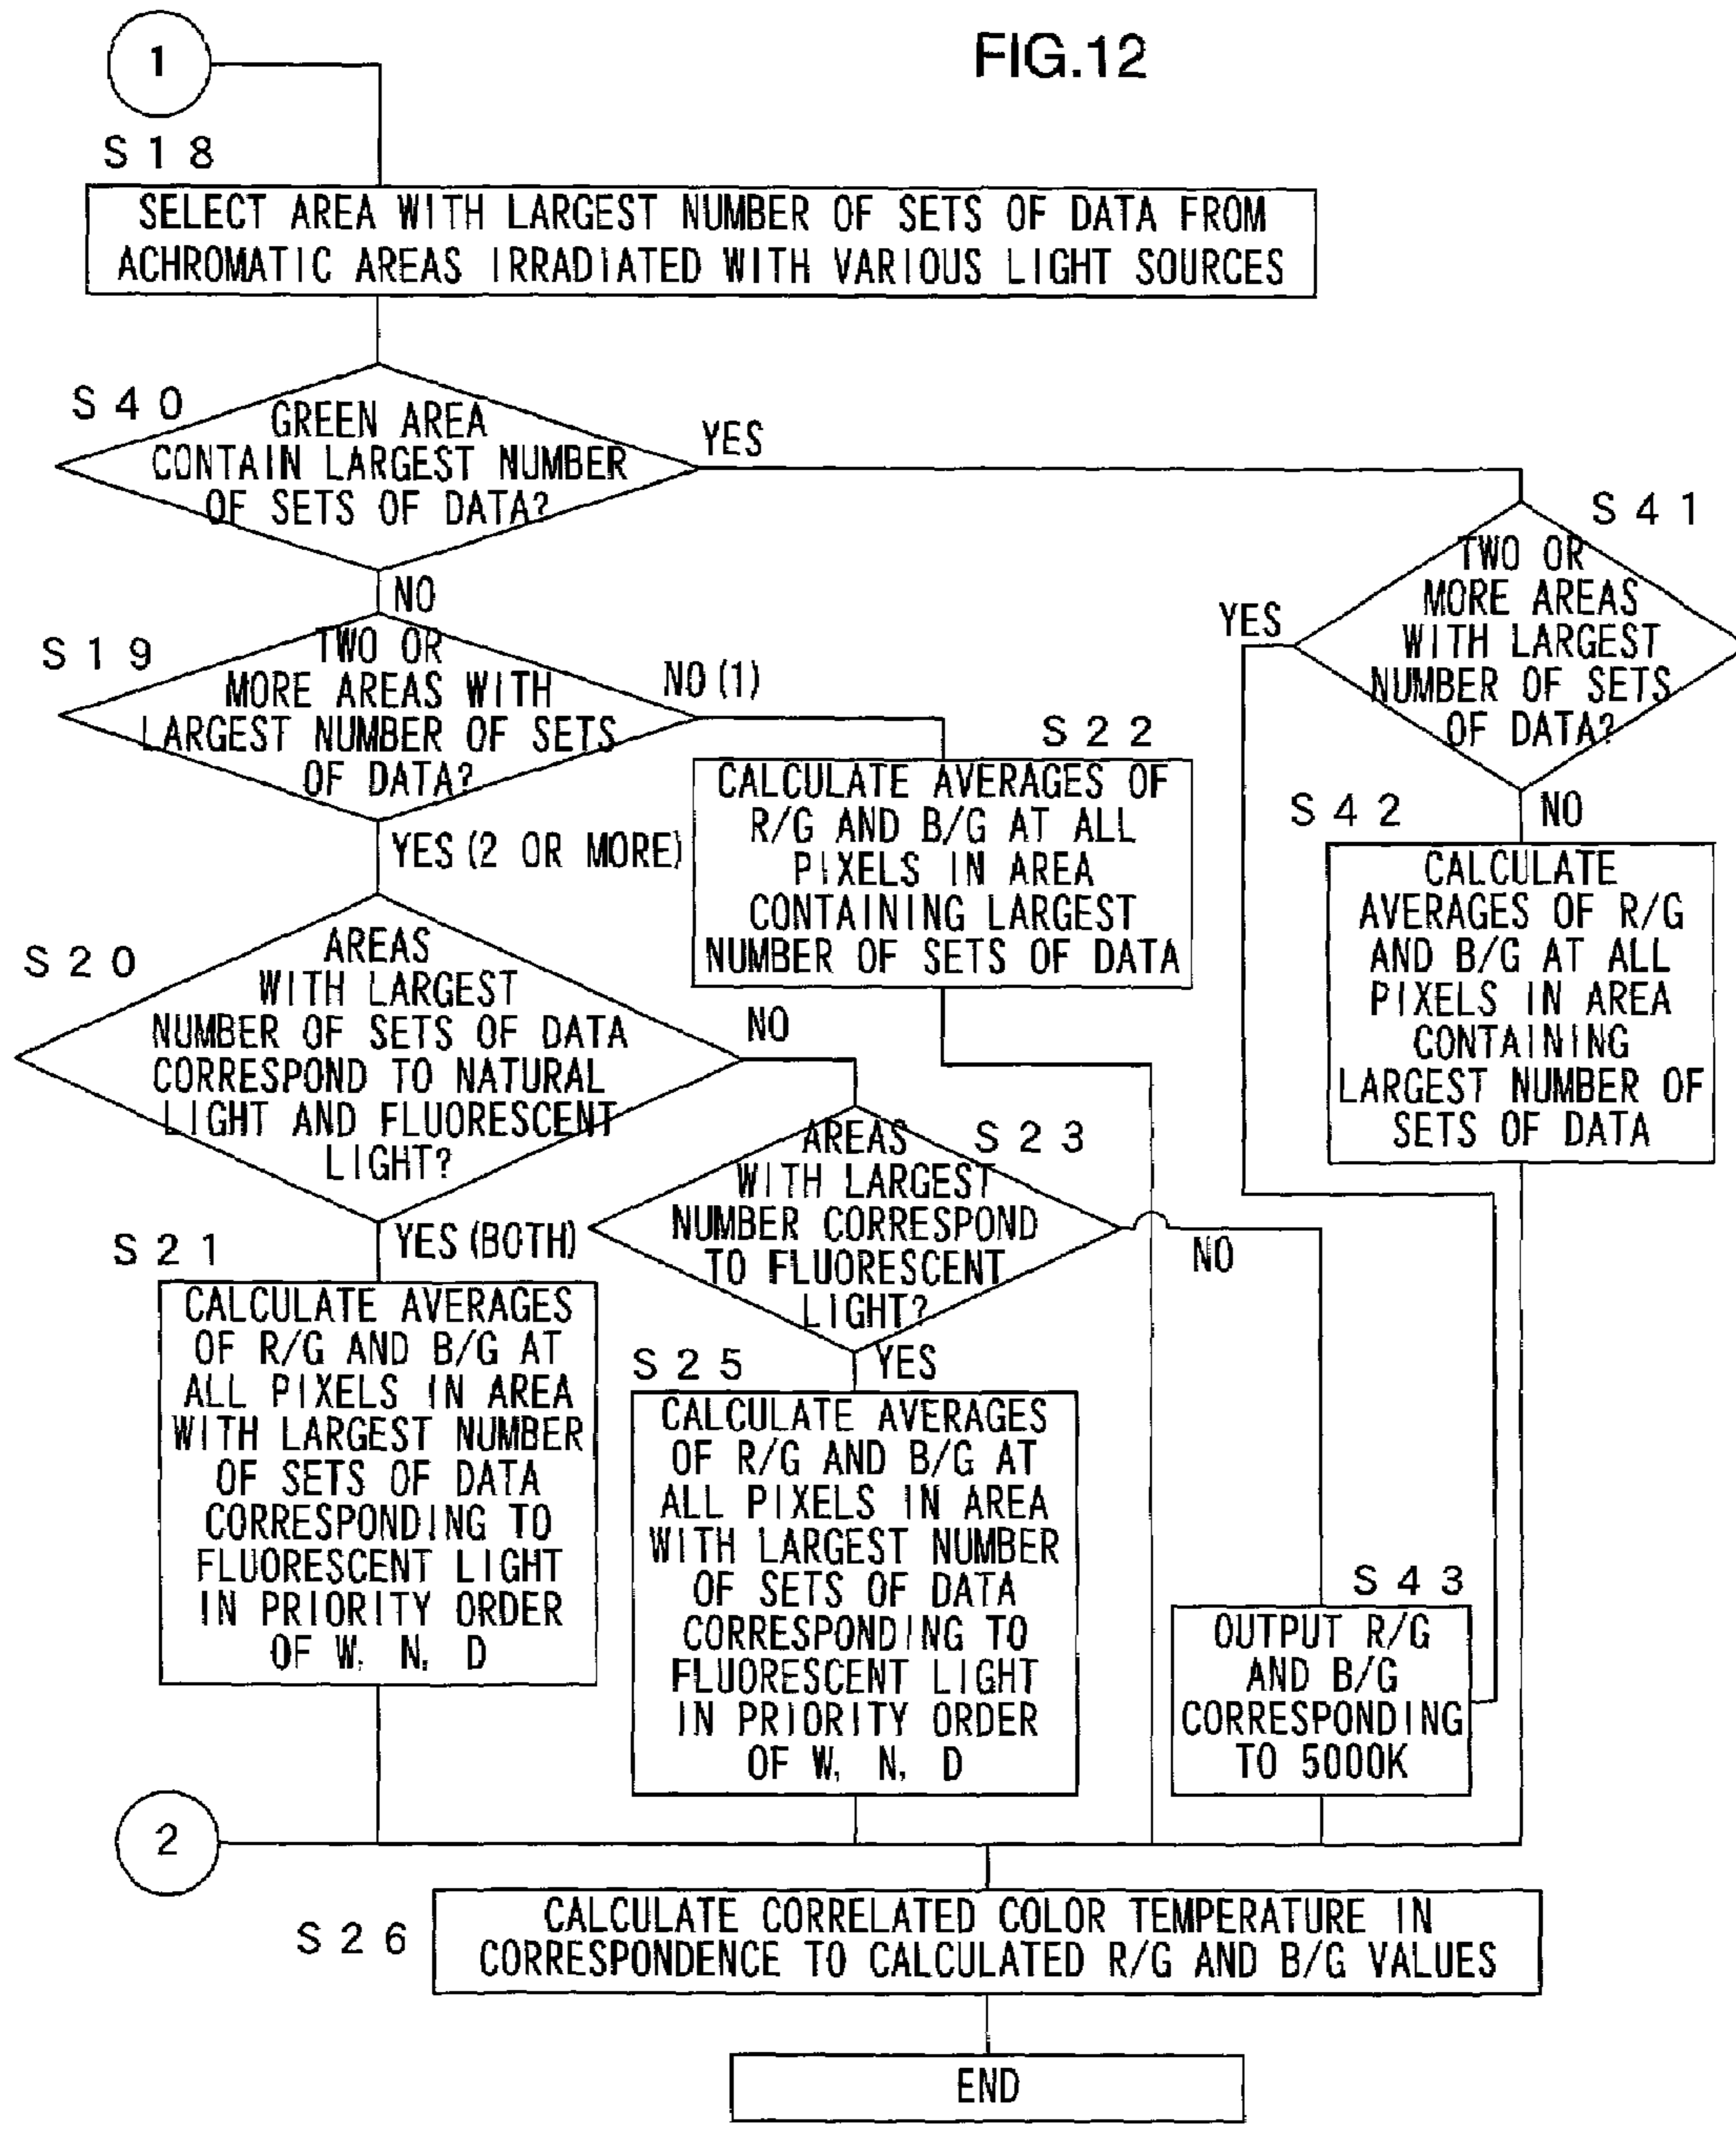 FIG.12
1
S18
SELECT AREA WITH LARGEST NUMBER OF SETS OF DATA FROM
ACHROMATIC AREAS IRRADIATED WITH VARIOUS LIGHT SOURCES
S40
GREEN AREA
CONTAIN LARGEST NUMBER
OF SETS OF DATA?
YES
NO
S41
TWO OR
MORE AREAS
WITH LARGEST
NUMBER OF SETS
OF DATA?
YES
NO
S19
TWO OR
MORE AREAS WITH
LARGEST NUMBER OF SETS
OF DATA?
NO (1)
YES (2 OR MORE)
S22
CALCULATE AVERAGES OF
R/G AND B/G AT ALL
PIXELS IN AREA
CONTAINING LARGEST
NUMBER OF SETS OF DATA
S42
CALCULATE
AVERAGES OF R/G
AND B/G AT ALL
PIXELS IN AREA
CONTAINING
LARGEST NUMBER OF
SETS OF DATA
S20
AREAS
WITH LARGEST
NUMBER OF SETS OF DATA
CORRESPOND TO NATURAL
LIGHT AND FLUORESCENT
LIGHT?
NO
YES (BOTH)
S23
AREAS
WITH LARGEST
NUMBER CORRESPOND
TO FLUORESCENT
LIGHT?
NO
YES
S21
CALCULATE AVERAGES
OF R/G AND B/G AT
ALL PIXELS IN AREA
WITH LARGEST NUMBER
OF SETS OF DATA
CORRESPONDING TO
FLUORESCENT LIGHT
IN PRIORITY ORDER
OF W, N, D
S25
CALCULATE AVERAGES
OF R/G AND B/G AT
ALL PIXELS IN AREA
WITH LARGEST NUMBER
OF SETS OF DATA
CORRESPONDING TO
FLUORESCENT LIGHT
IN PRIORITY ORDER
OF W, N, D
S43
OUTPUT R/G
AND B/G
CORRESPONDING
TO 5000K
2
S26
CALCULATE CORRELATED COLOR TEMPERATURE IN
CORRESPONDENCE TO CALCULATED R/G AND B/G VALUES
END